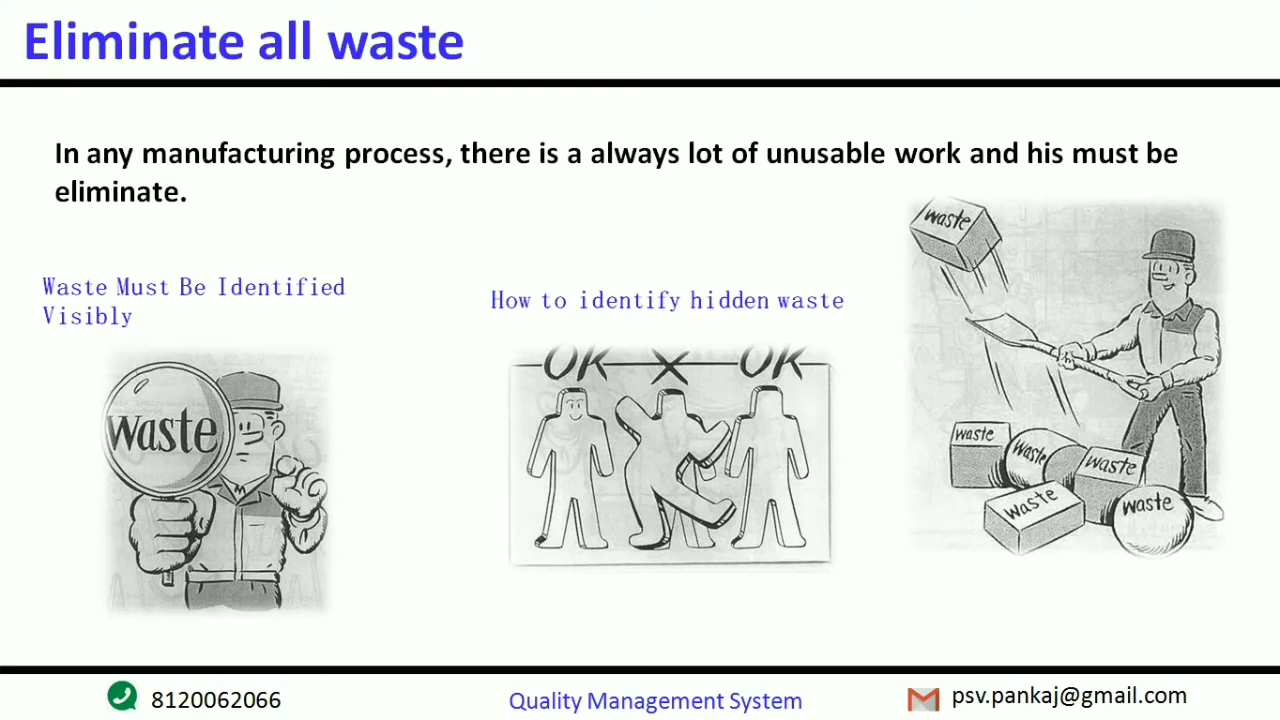 Eliminate all waste
In any manufacturing process, there is a always lot of unusable work and his must be
eliminate.
Waste Must Be Identified
Visibly
How to identify hidden waste
waste
OK X OK
waste
waste
waste
waste
waste
waste
8120062066
Quality Management System
psv.pankaj@gmail.com